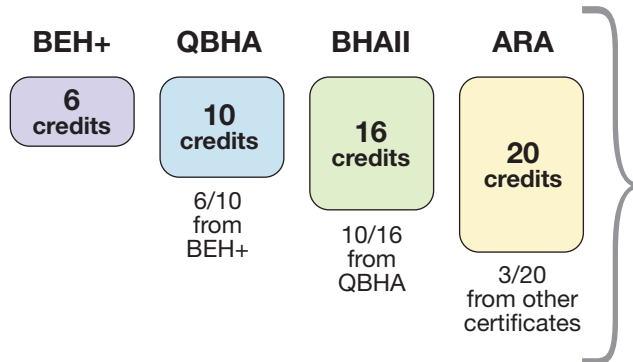 BEH+
QBHA
BHAII
ARA
6
credits
10
credits
16
credits
20
credits
6/10
from
BEH+
10/16
from
QBHA
3/20
from other
certificates